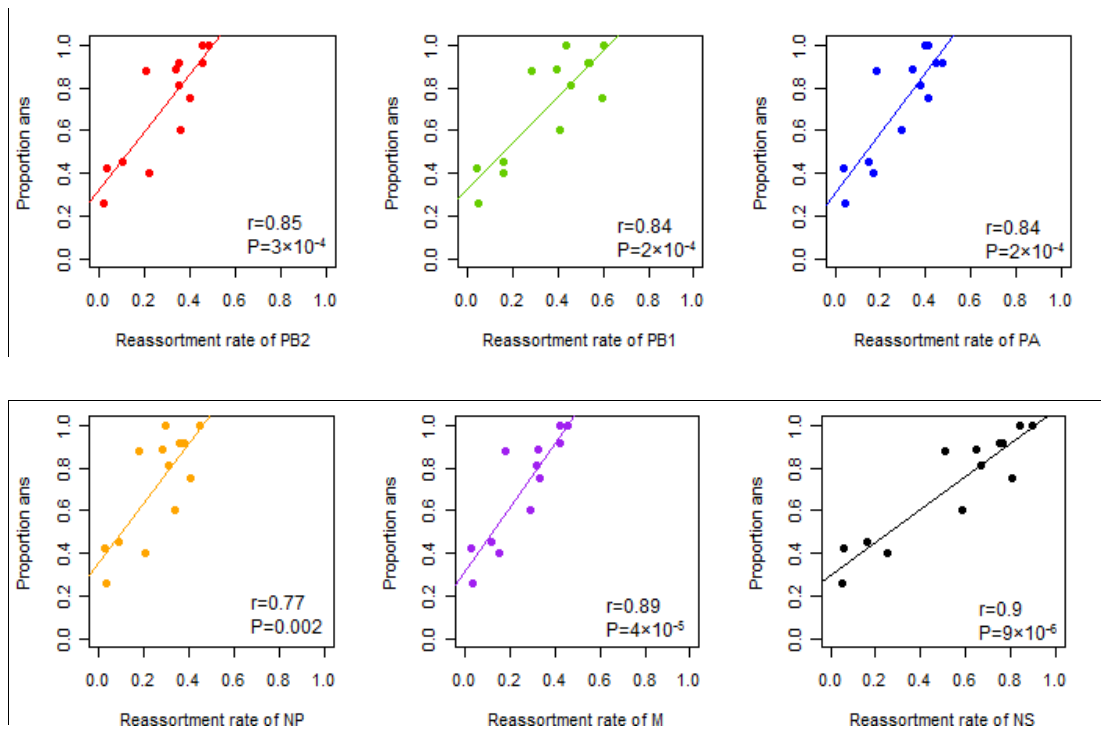 Proportion ans
1.0
0.8
0.6
0.4
0.2
0.0
r=0.85
P=3×10⁻⁴
0.0 0.2 0.4 0.6 0.8 1.0
Reassortment rate of PB2
Proportion ans
1.0
0.8
0.6
0.4
0.2
0.0
r=0.84
P=2×10⁻⁴
0.0 0.2 0.4 0.6 0.8 1.0
Reassortment rate of PB1
Proportion ans
1.0
0.8
0.6
0.4
0.2
0.0
r=0.84
P=2×10⁻⁴
0.0 0.2 0.4 0.6 0.8 1.0
Reassortment rate of PA
Proportion ans
1.0
0.8
0.6
0.4
0.2
0.0
r=0.77
P=0.002
0.0 0.2 0.4 0.6 0.8 1.0
Reassortment rate of NP
Proportion ans
1.0
0.8
0.6
0.4
0.2
0.0
r=0.89
P=4×10⁻⁵
0.0 0.2 0.4 0.6 0.8 1.0
Reassortment rate of M
Proportion ans
1.0
0.8
0.6
0.4
0.2
0.0
r=0.9
P=9×10⁻⁶
0.0 0.2 0.4 0.6 0.8 1.0
Reassortment rate of NS